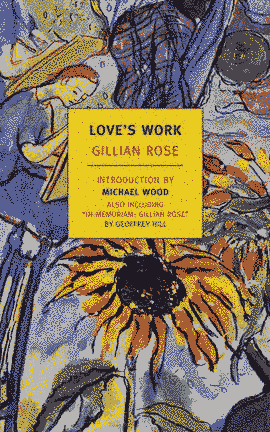 LOVE'S WORK
GILLIAN ROSE
INTRODUCTION BY
MICHAEL WOOD
ALSO INCLUDING
"IN MEMORIAM: GILLIAN ROSE"
BY GEOFFREY HILL